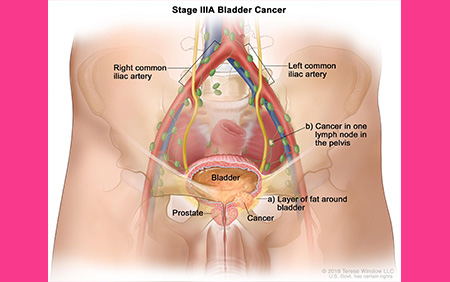 Stage IIIA Bladder Cancer
Right common
iliac artery
Left common
iliac artery
b) Cancer in one
lymph node in
the pelvis
Bladder
a) Layer of fat around
bladder
Prostate
Cancer
© 2019 Terese Winslow LLC
U.S. Govt. has certain rights